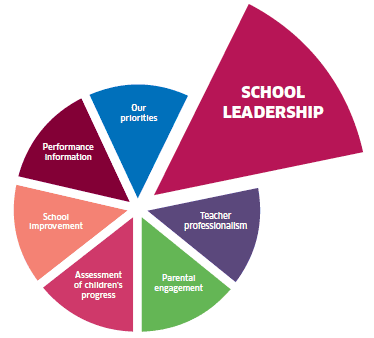 SCHOOL
LEADERSHIP
Our
priorities
Performance
information
School
improvement
Teacher
professionalism
Assessment
of children's
progress
Parental
engagement